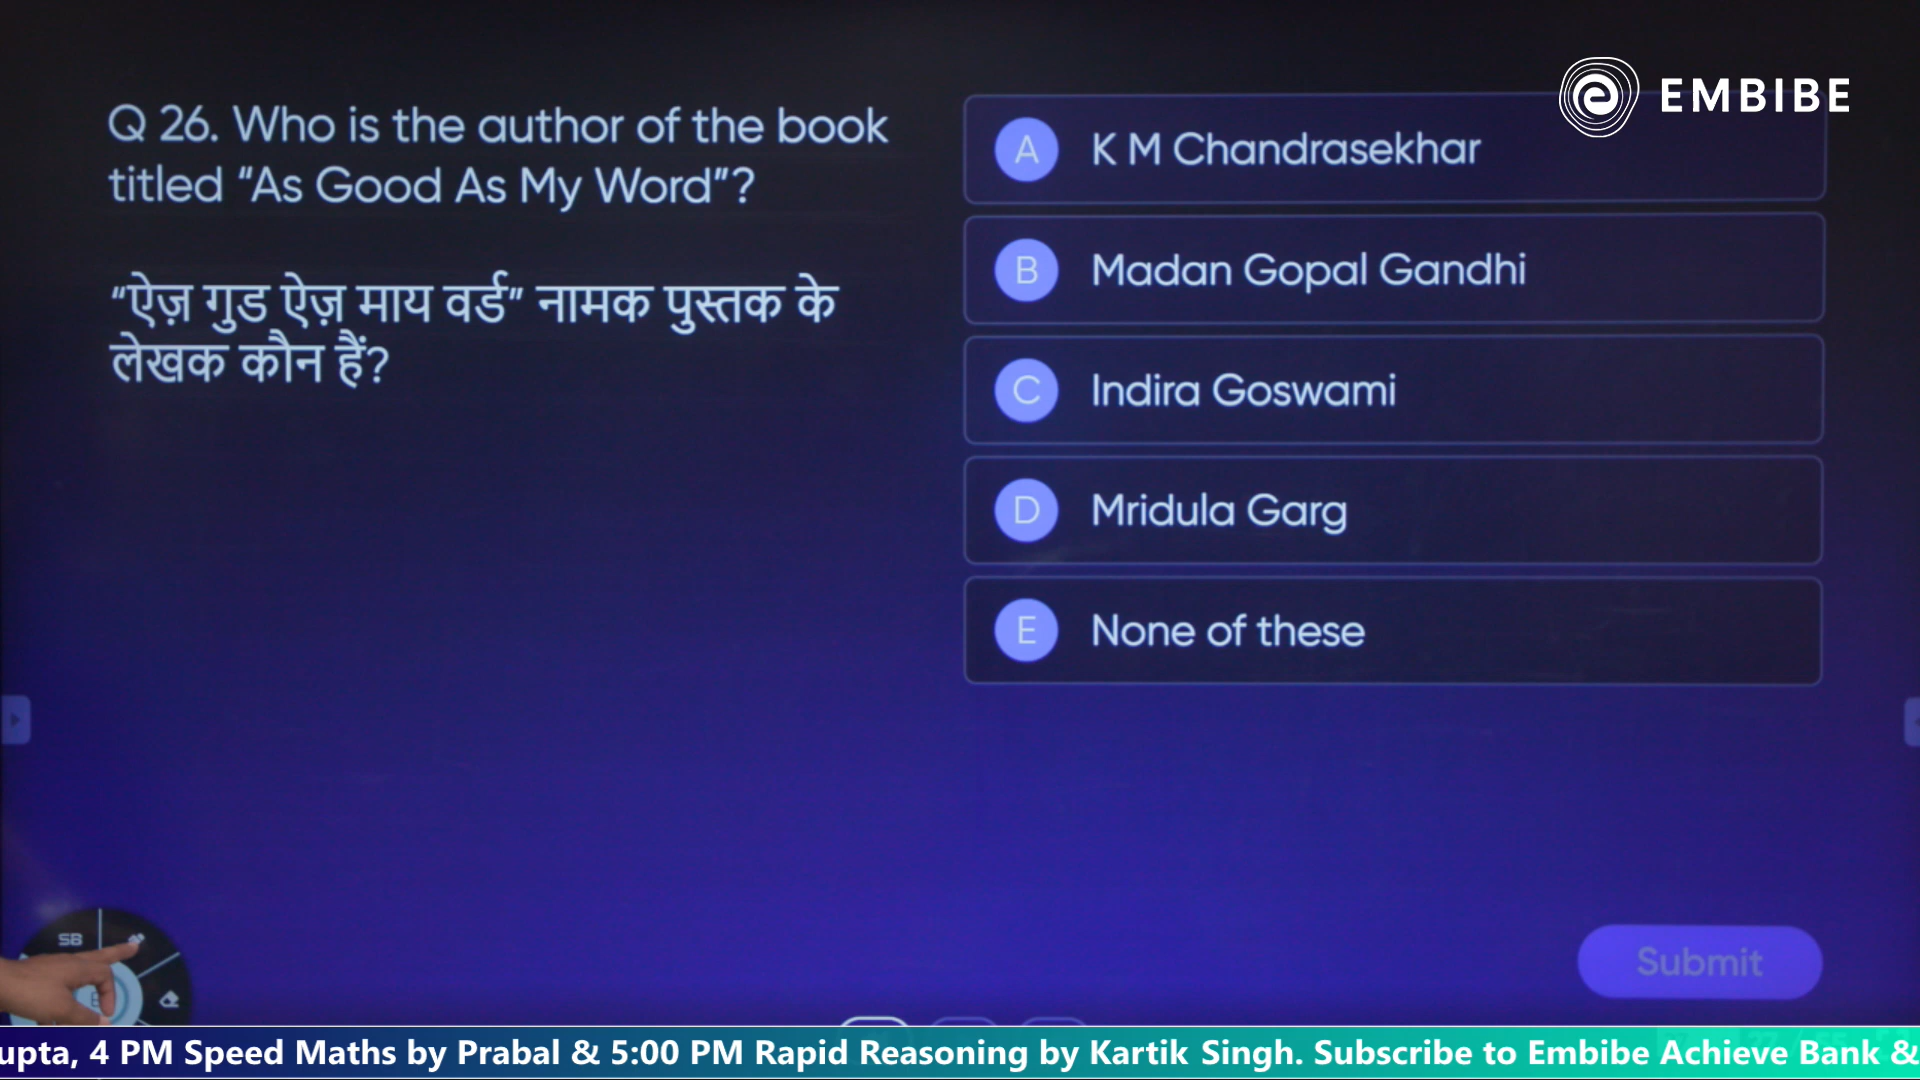 EMBIBE
Q 26. Who is the author of the book
titled “As Good As My Word”?
“ऐज़ गुड ऐज़ माय वर्ड” नामक पुस्तक के
लेखक कौन हैं?
A K M Chandrasekhar
B Madan Gopal Gandhi
C Indira Goswami
D Mridula Garg
E None of these
SB
Submit
upta, 4 PM Speed Maths by Prabal & 5:00 PM Rapid Reasoning by Kartik Singh. Subscribe to Embibe Achieve Bank &